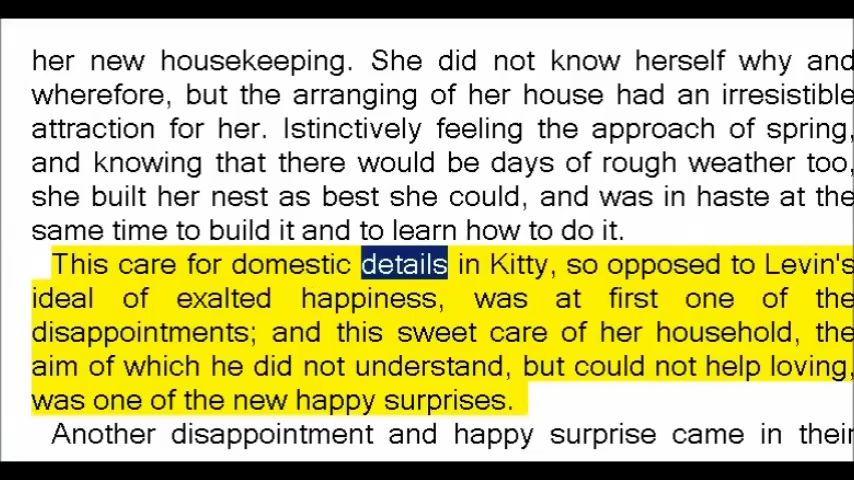 her new housekeeping. She did not know herself why and
wherefore, but the arranging of her house had an irresistible
attraction for her. Istinctively feeling the approach of spring,
and knowing that there would be days of rough weather too,
she built her nest as best she could, and was in haste at the
same time to build it and to learn how to do it.
This care for domestic details in Kitty, so opposed to Levin's
ideal of exalted happiness, was at first one of the
disappointments; and this sweet care of her household, the
aim of which he did not understand, but could not help loving,
was one of the new happy surprises.
Another disappointment and happy surprise came in their